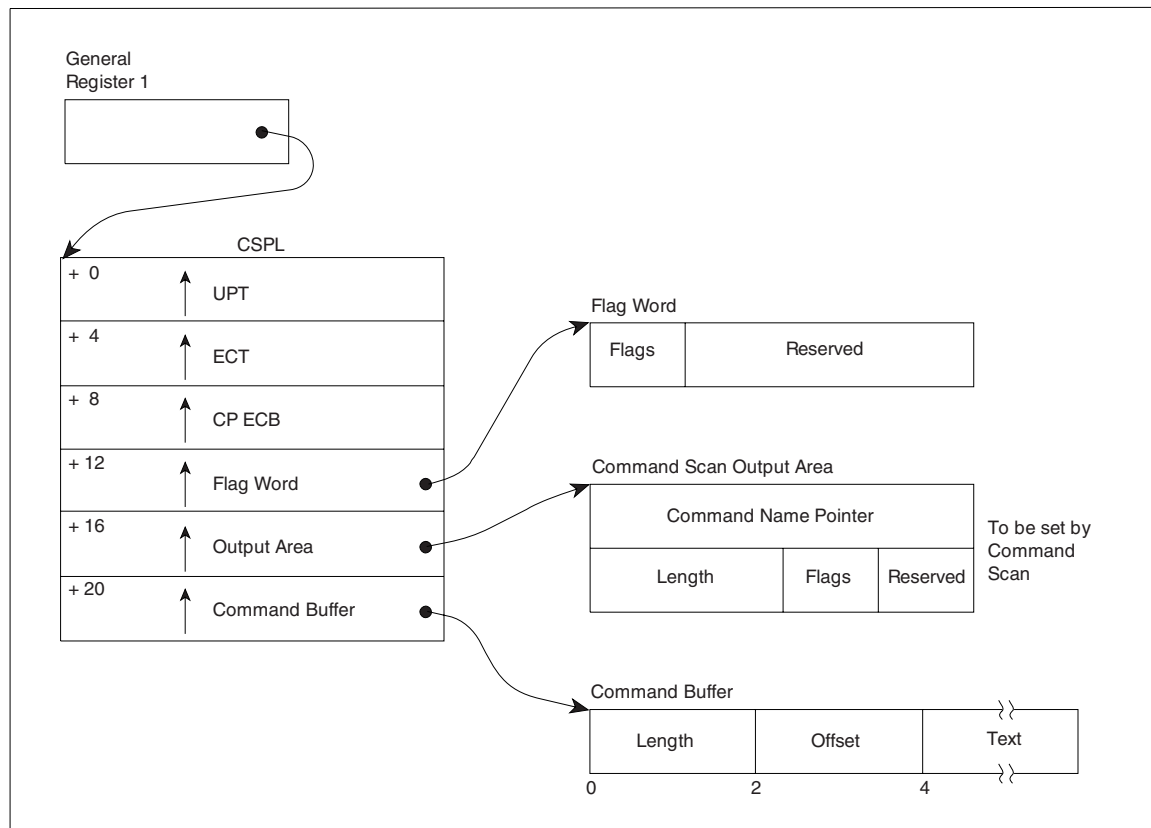 General
Register 1
CSPL
+ 0 UPT
+ 4 ECT
+ 8 CP ECB
+ 12 Flag Word
+ 16 Output Area
+ 20 Command Buffer
Flag Word
Flags Reserved
Command Scan Output Area
Command Name Pointer
Length Flags Reserved
To be set by
Command
Scan
Command Buffer
Length Offset Text
0 2 4